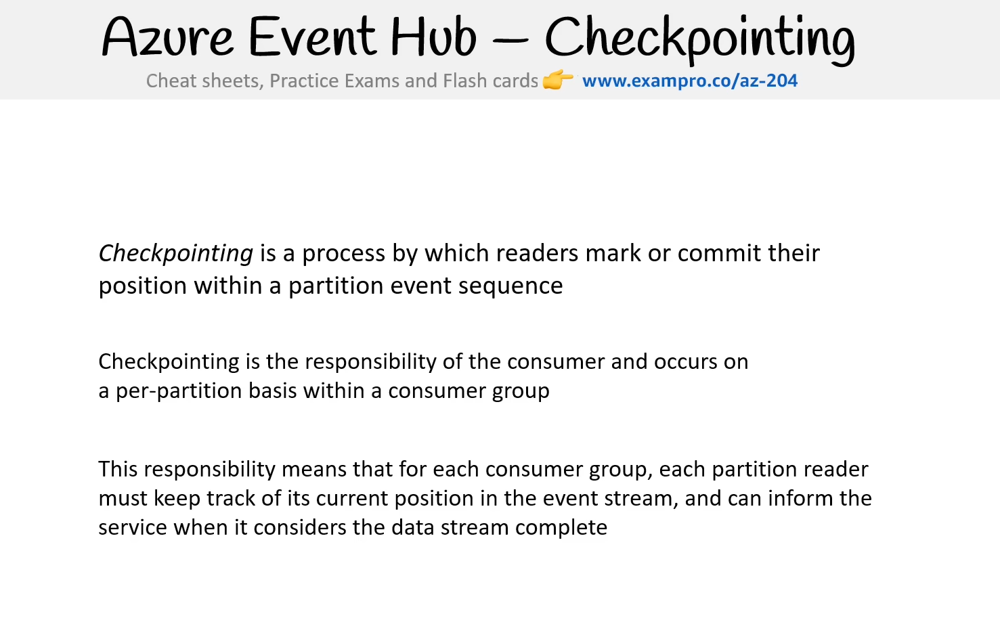 Azure Event Hub – Checkpointing
Cheat sheets, Practice Exams and Flash cards 👉 www.exampro.co/az-204
Checkpointing is a process by which readers mark or commit their
position within a partition event sequence
Checkpointing is the responsibility of the consumer and occurs on
a per-partition basis within a consumer group
This responsibility means that for each consumer group, each partition reader
must keep track of its current position in the event stream, and can inform the
service when it considers the data stream complete